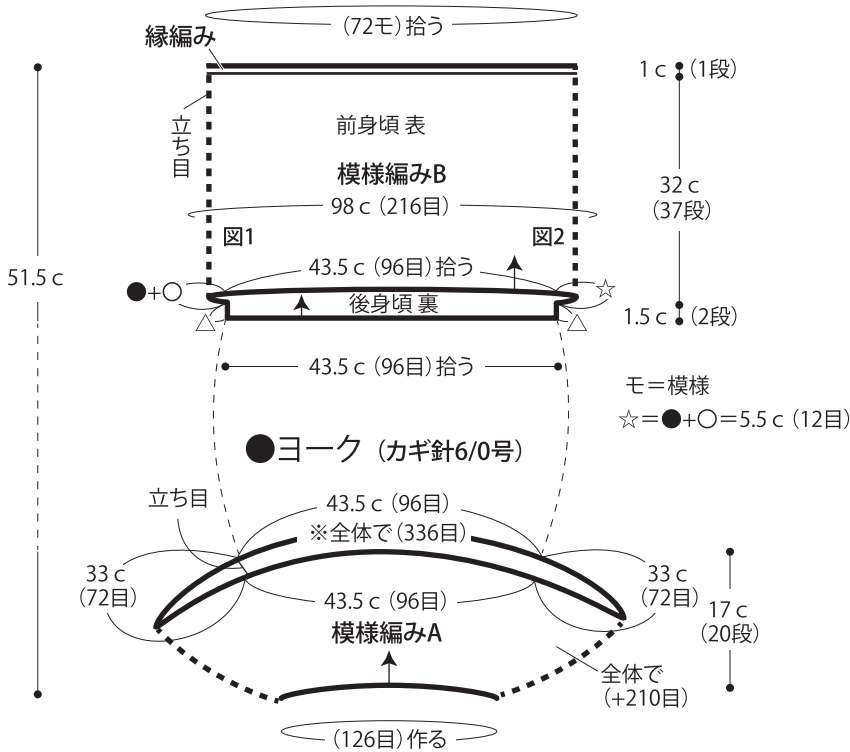 （72モ）拾う
縁編み
1 c （1段）
立ち目
前身頃 表
模様編みB
98 c（216目）
32 c
（37段）
図1
図2
51.5 c
43.5 c（96目）拾う
●+○
☆
後身頃 裏
△
△
1.5 c （2段）
43.5 c（96目）拾う
モ＝模様
☆＝●+○＝5.5 c（12目）
●ヨーク（カギ針6/0号）
立ち目
43.5 c（96目）
※全体で（336目）
33 c
（72目）
33 c
（72目）
43.5 c（96目）
17 c
（20段）
模様編みA
全体で
（+210目）
（126目）作る